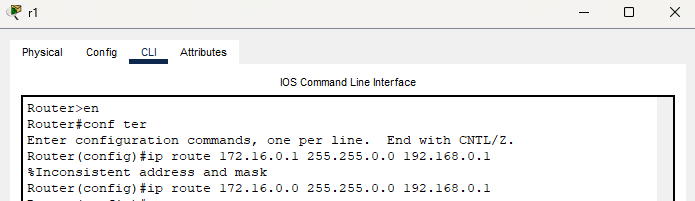 r1
Physical Config CLI Attributes
IOS Command Line Interface
Router>en
Router#conf ter
Enter configuration commands, one per line.  End with CNTL/Z.
Router(config)#ip route 172.16.0.1 255.255.0.0 192.168.0.1
%Inconsistent address and mask
Router(config)#ip route 172.16.0.0 255.255.0.0 192.168.0.1